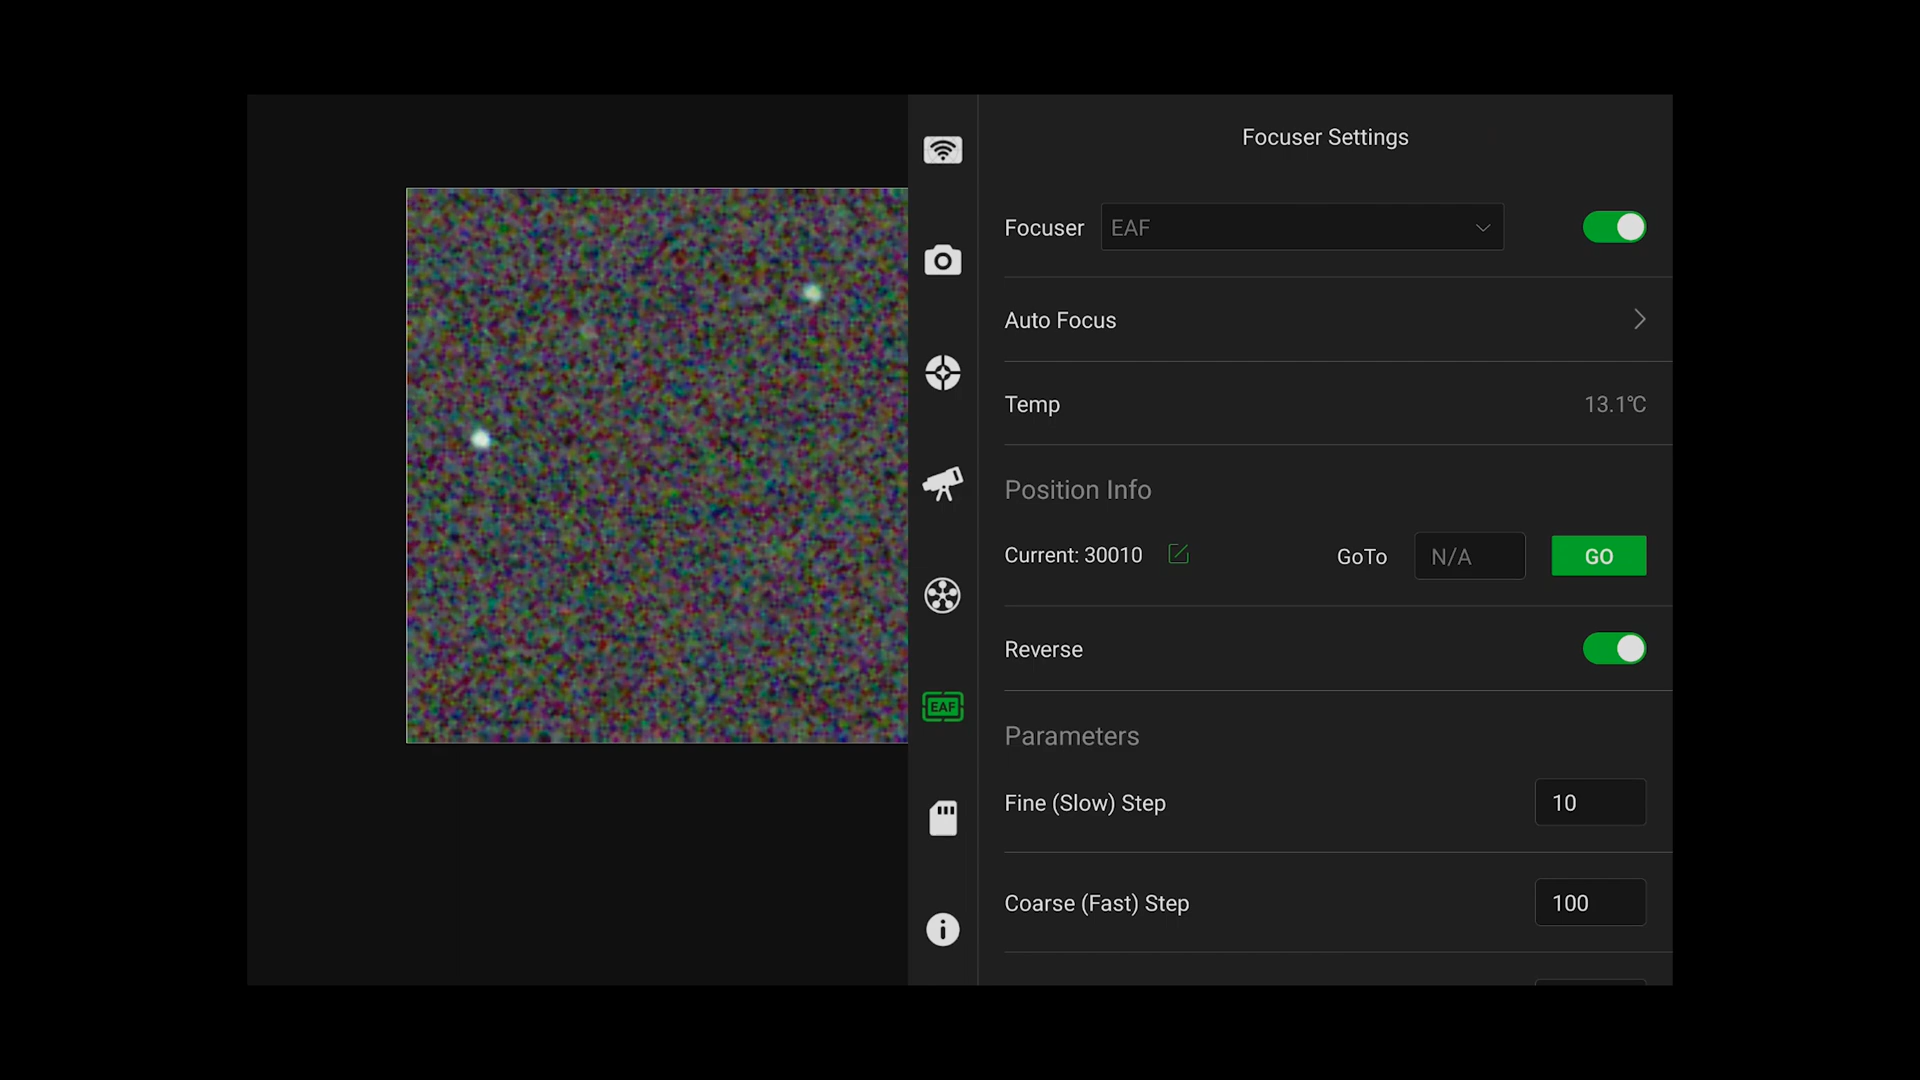 Focuser Settings
Focuser EAF
Auto Focus
Temp 13.1℃
Position Info
Current: 30010 GoTo N/A GO
Reverse
EAF
Parameters
Fine (Slow) Step 10
Coarse (Fast) Step 100